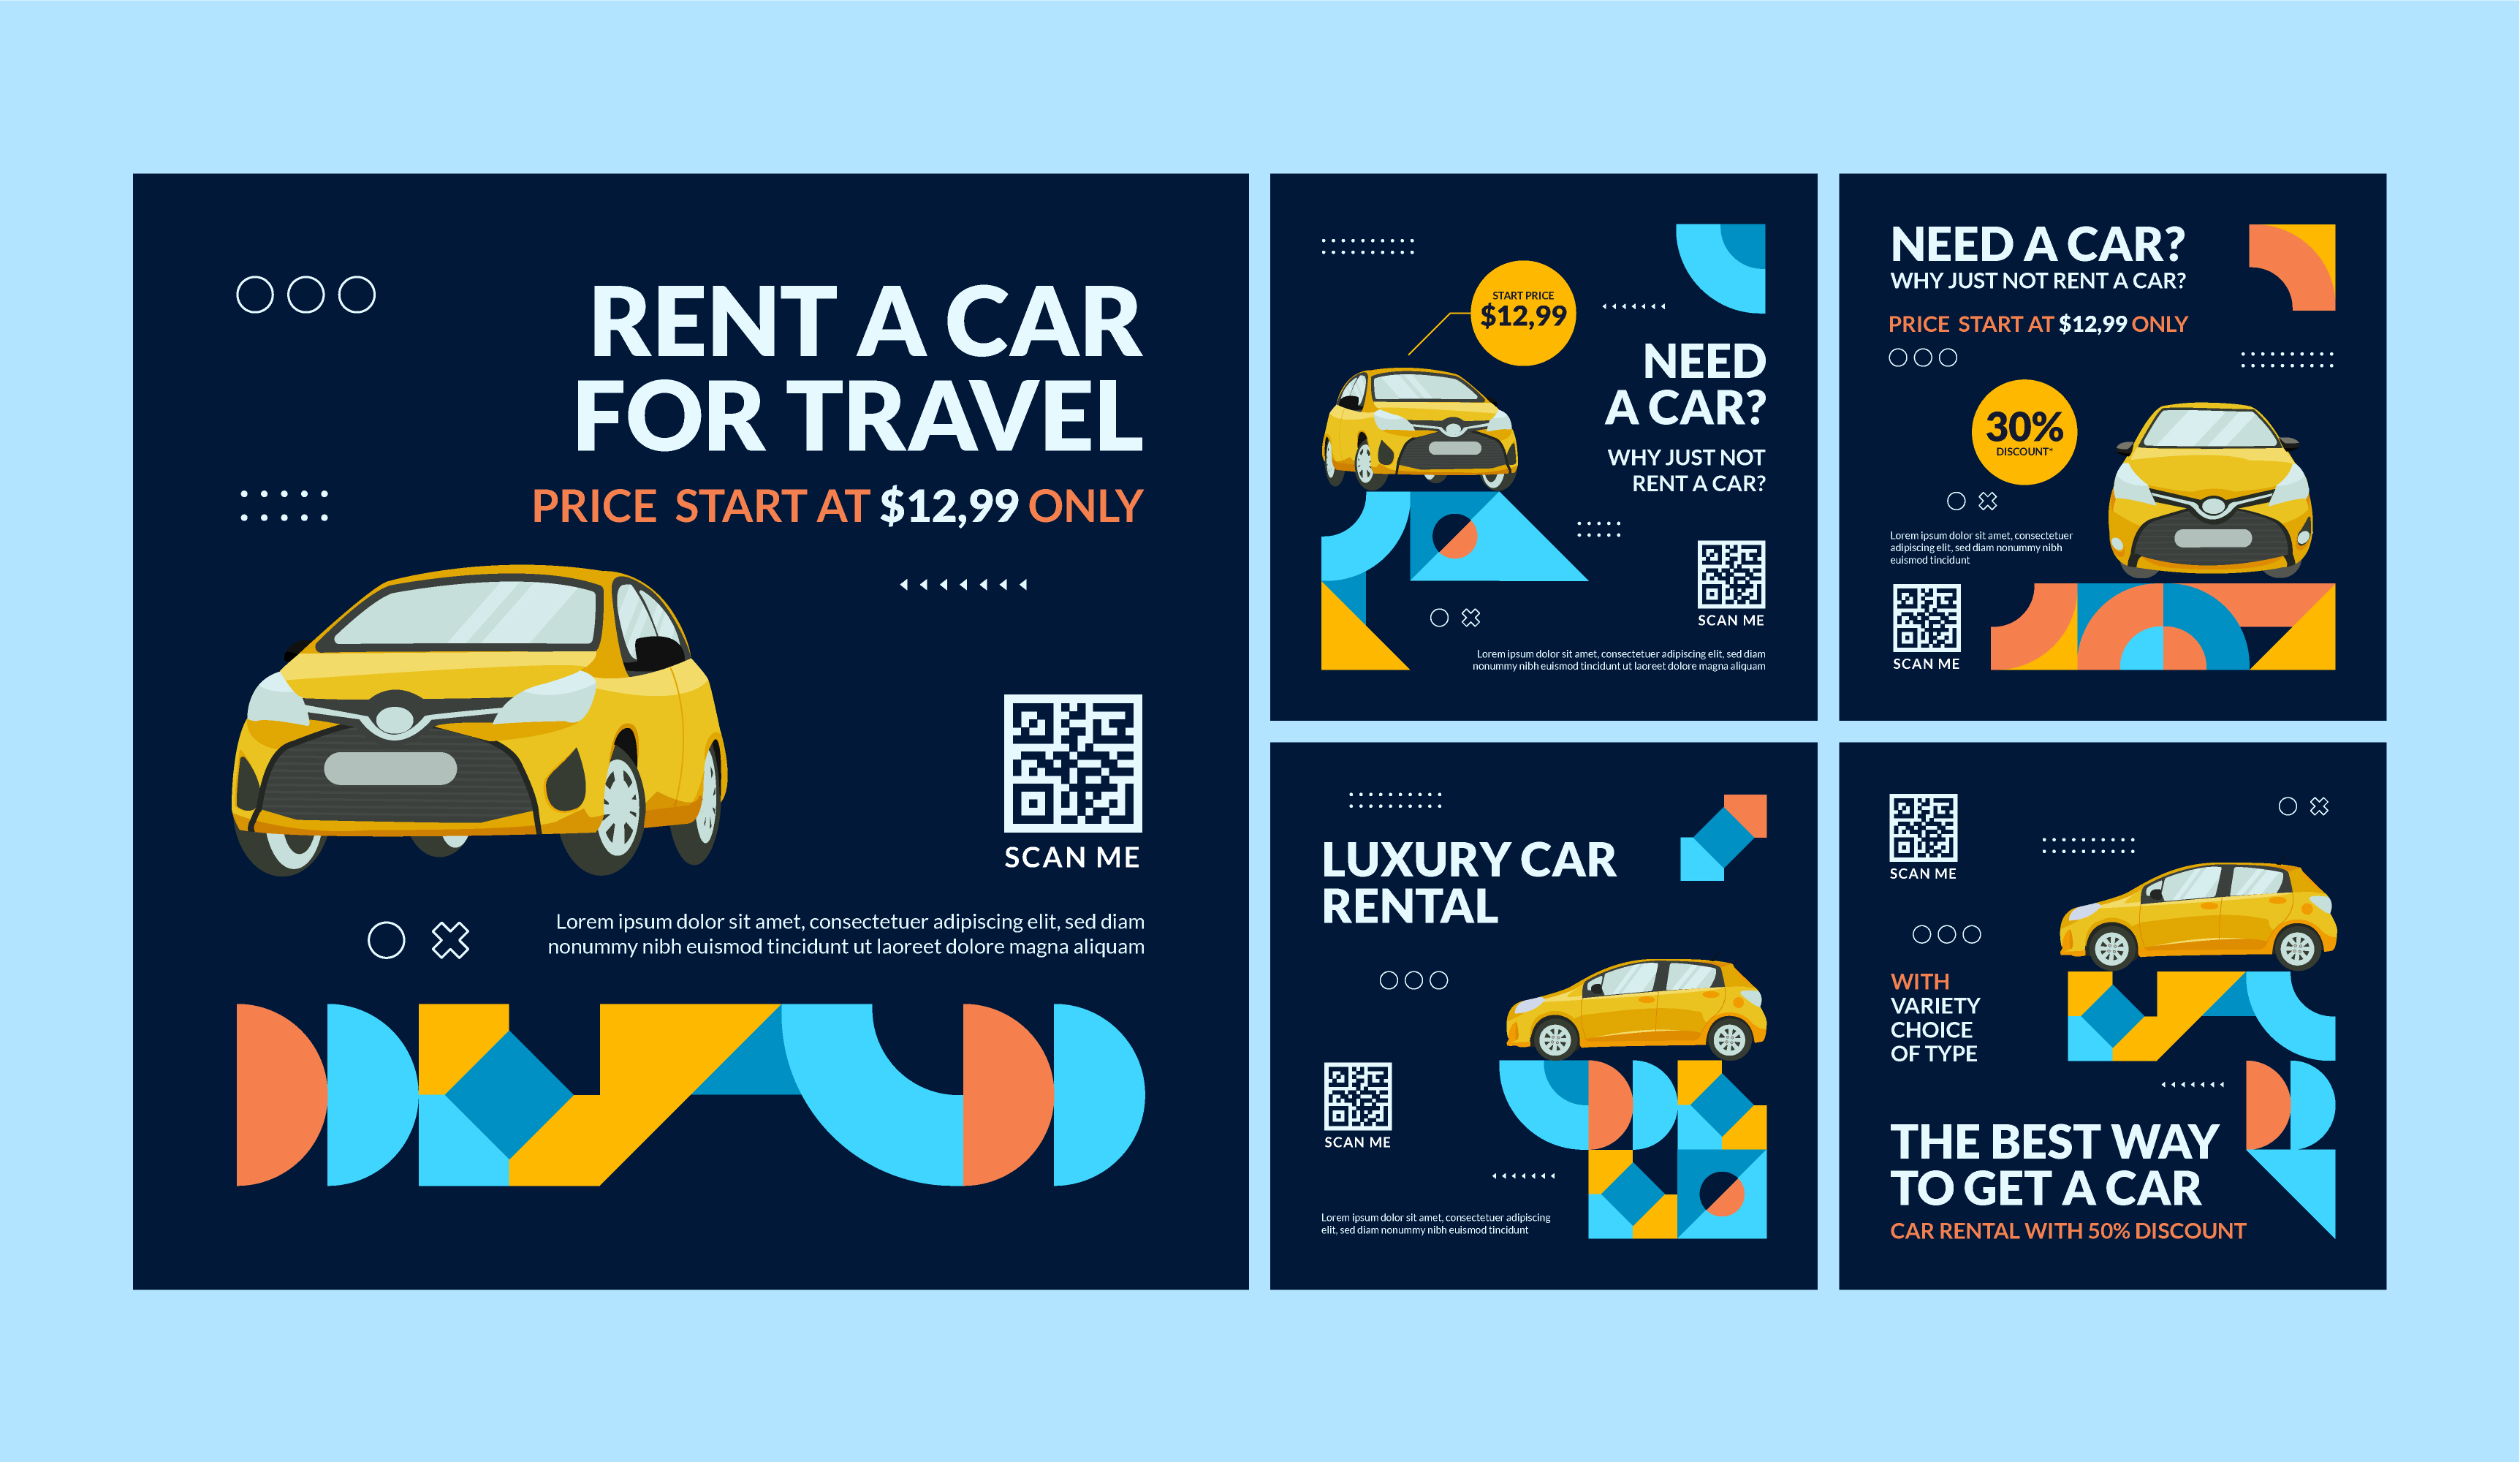 RENT A CAR
FOR TRAVEL
PRICE START AT $12,99 ONLY
SCAN ME
Lorem ipsum dolor sit amet, consectetuer adipiscing elit, sed diam
nonummy nibh euismod tincidunt ut laoreet dolore magna aliquam
START PRICE
$12,99
NEED
A CAR?
WHY JUST NOT
RENT A CAR?
SCAN ME
Lorem ipsum dolor sit amet, consectetuer adipiscing elit, sed diam
nonummy nibh euismod tincidunt ut laoreet dolore magna aliquam
NEED A CAR?
WHY JUST NOT RENT A CAR?
PRICE START AT $12,99 ONLY
30%
DISCOUNT*
Lorem ipsum dolor sit amet, consectetuer
adipiscing elit, sed diam nonummy nibh
euismod tincidunt
SCAN ME
LUXURY CAR
RENTAL
SCAN ME
Lorem ipsum dolor sit amet, consectetuer adipiscing
elit, sed diam nonummy nibh euismod tincidunt
SCAN ME
WITH
VARIETY
CHOICE
OF TYPE
THE BEST WAY
TO GET A CAR
CAR RENTAL WITH 50% DISCOUNT